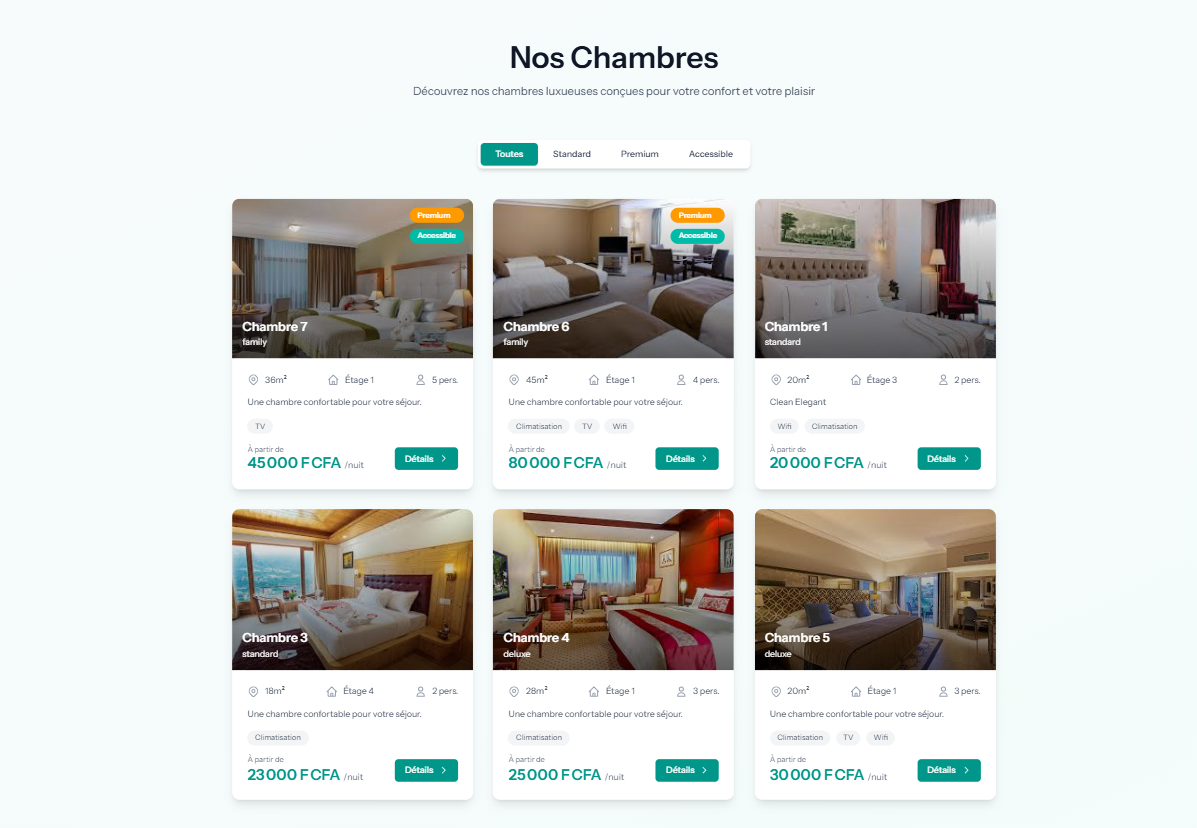 Nos Chambres
Découvrez nos chambres luxueuses conçues pour votre confort et votre plaisir
Toutes Standard Premium Accessible
Premium
Accessible
Chambre 7
family
36m² Étage 1 5 pers.
Une chambre confortable pour votre séjour.
TV
À partir de
45 000 F CFA /nuit
Détails
Premium
Accessible
Chambre 6
family
45m² Étage 1 4 pers.
Une chambre confortable pour votre séjour.
Climatisation TV Wifi
À partir de
80 000 F CFA /nuit
Détails
Chambre 1
standard
20m² Étage 3 2 pers.
Clean Elegant
Wifi Climatisation
À partir de
20 000 F CFA /nuit
Détails
Chambre 3
standard
18m² Étage 4 2 pers.
Une chambre confortable pour votre séjour.
Climatisation
À partir de
23 000 F CFA /nuit
Détails
Chambre 4
deluxe
28m² Étage 1 3 pers.
Une chambre confortable pour votre séjour.
Climatisation
À partir de
25 000 F CFA /nuit
Détails
Chambre 5
deluxe
20m² Étage 1 3 pers.
Une chambre confortable pour votre séjour.
Climatisation TV Wifi
À partir de
30 000 F CFA /nuit
Détails